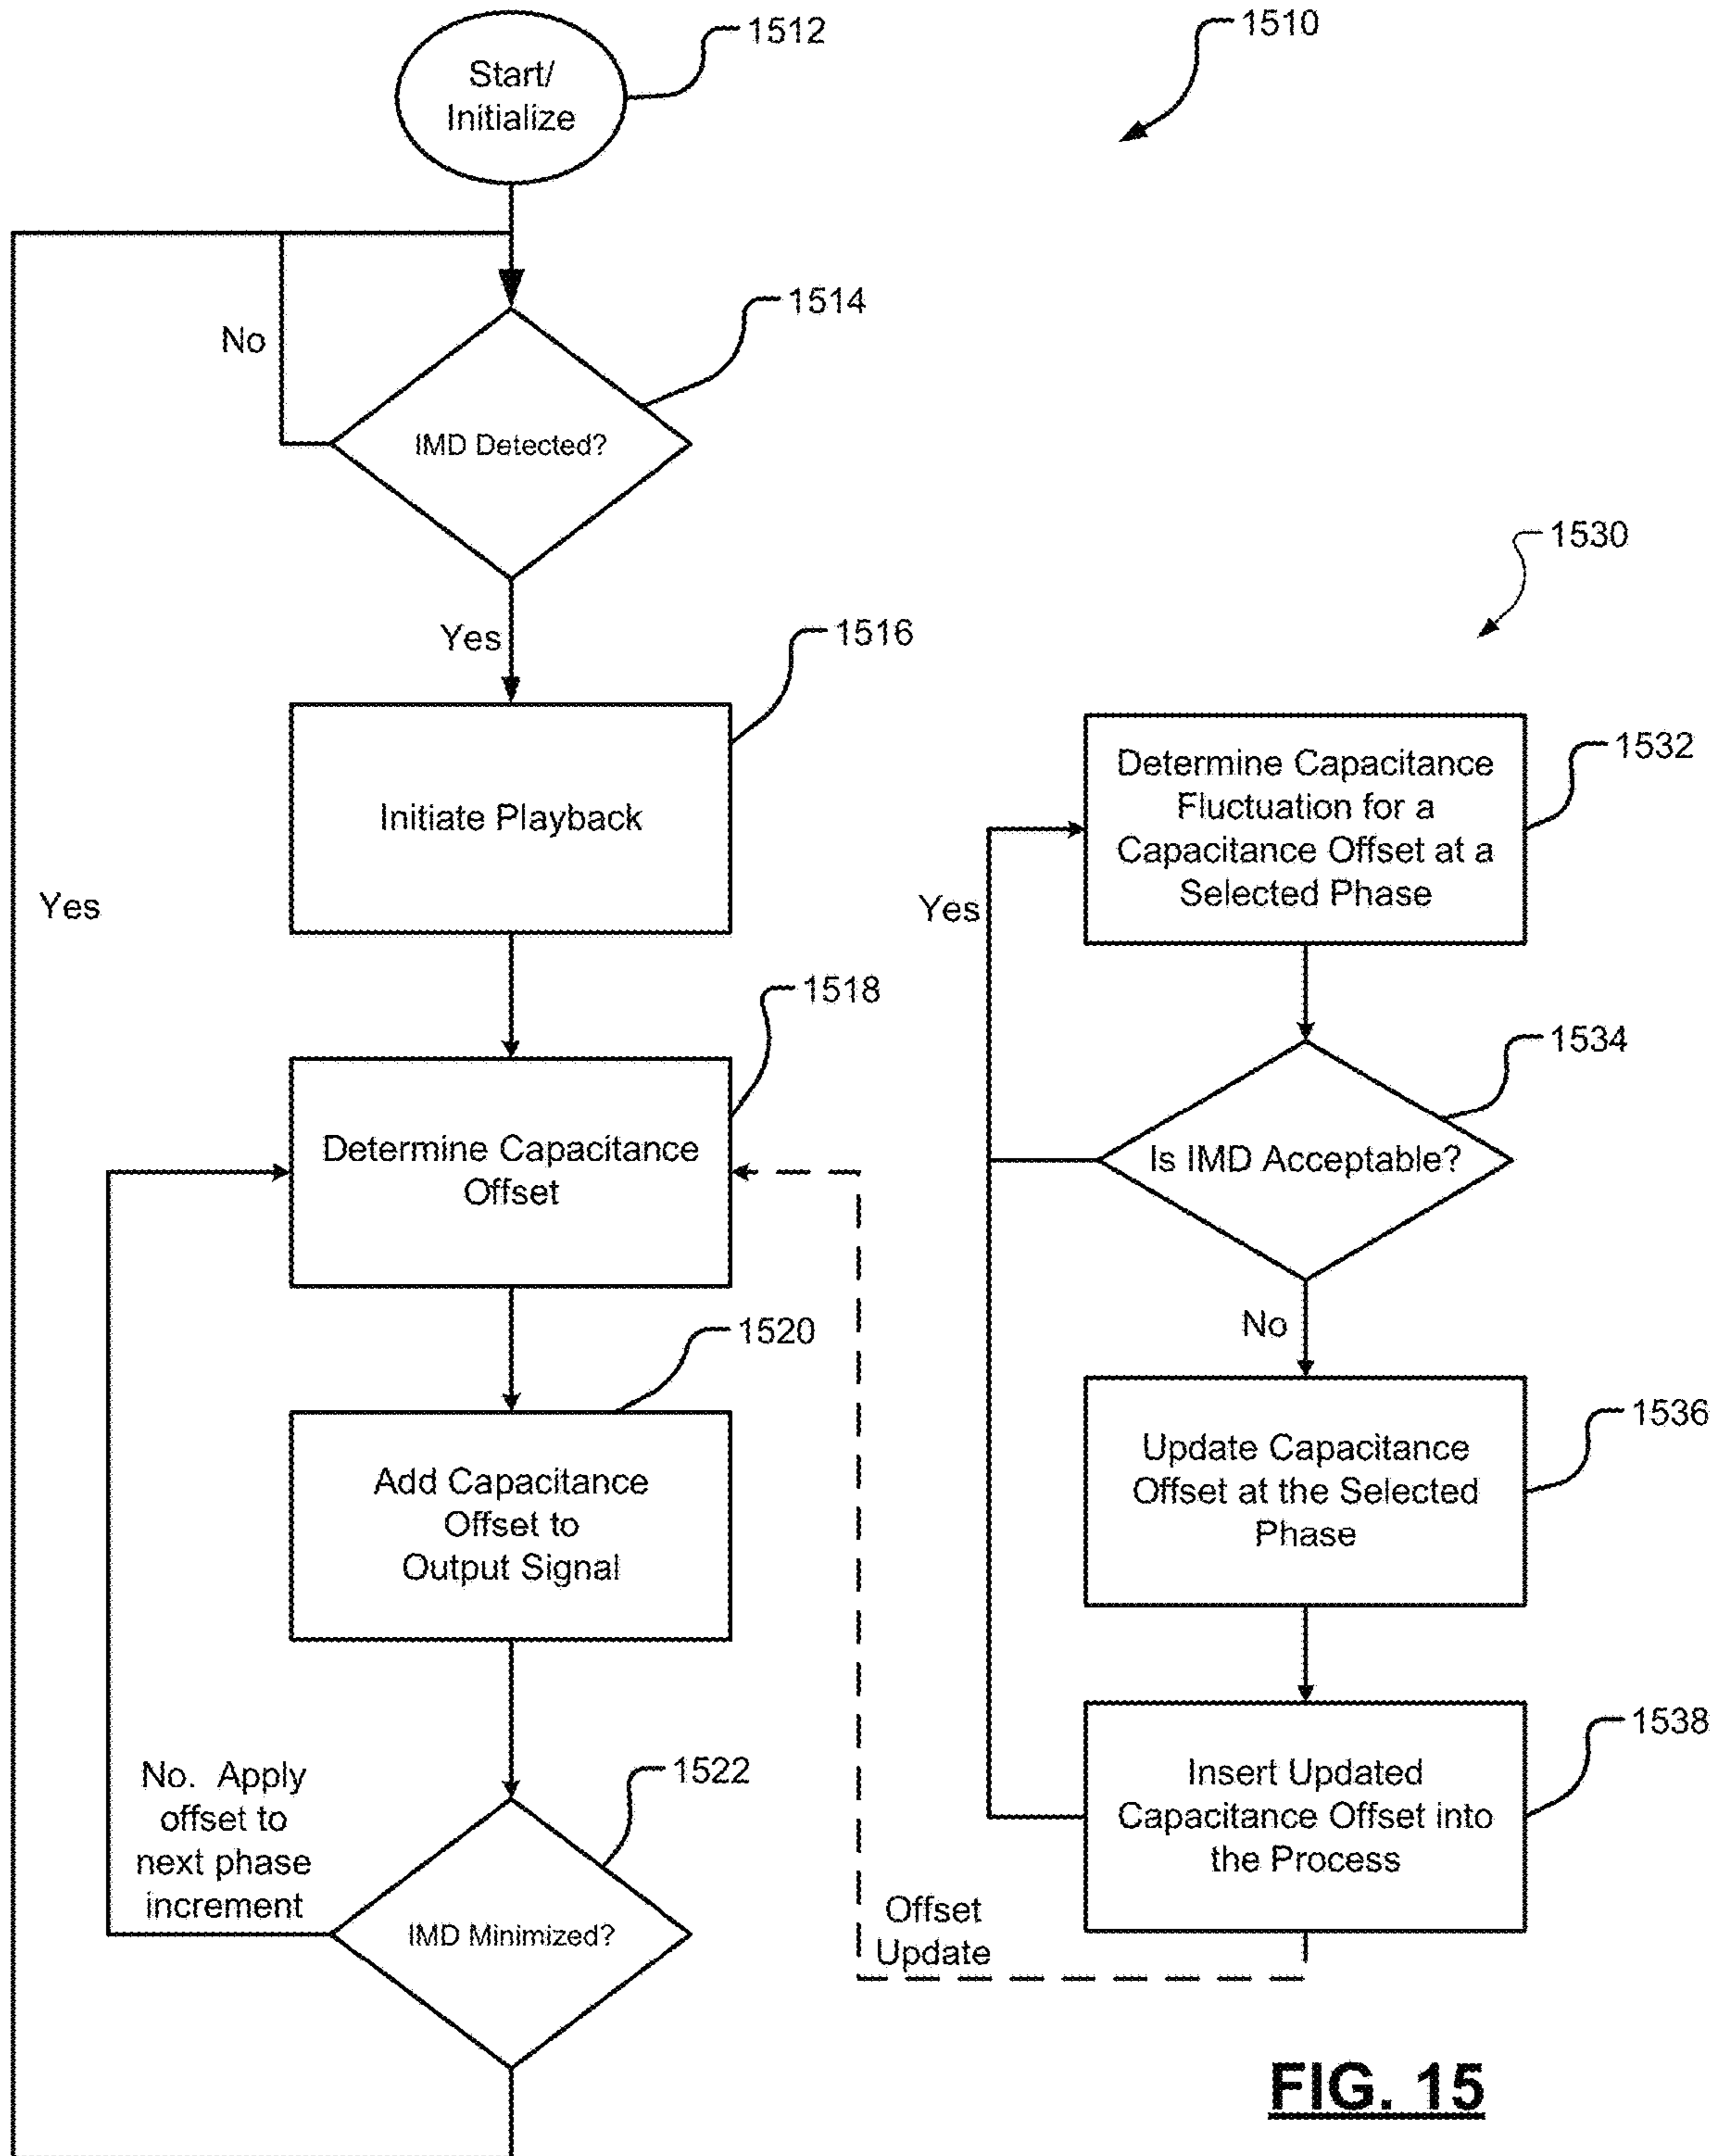 1512
1510
Start/
Initialize
1514
No
IMD Detected?
1530
Yes
1516
Initiate Playback
1532
Determine Capacitance
Fluctuation for a
Capacitance Offset at a
Selected Phase
Yes
Yes
1518
1534
Determine Capacitance
Offset
Is IMD Acceptable?
No
1520
1536
Add Capacitance
Offset to
Output Signal
Update Capacitance
Offset at the Selected
Phase
1538
No. Apply
offset to
next phase
increment
1522
Insert Updated
Capacitance Offset into
the Process
IMD Minimized?
Offset
Update
FIG. 15